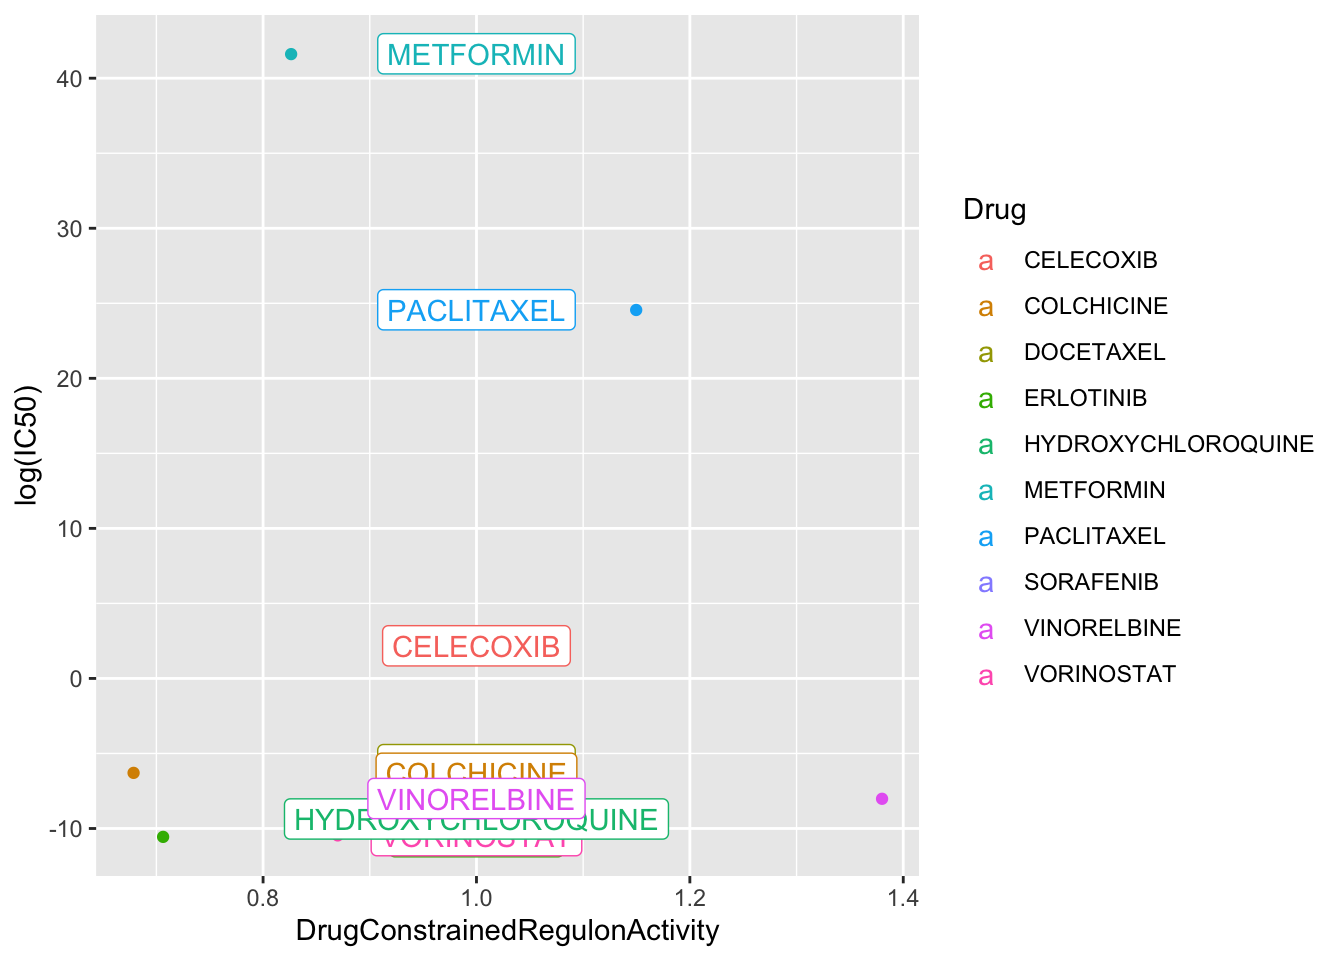 METFORMIN
PACLITAXEL
CELECOXIB
COLCHICINE
VINORELBINE
HYDROXYCHLOROQUINE
VORINOSTAT
40
30
20
10
0
-10
log(IC50)
0.8
1.0
1.2
1.4
DrugConstrainedRegulonActivity
Drug
a CELECOXIB
a COLCHICINE
a DOCETAXEL
a ERLOTINIB
a HYDROXYCHLOROQUINE
a METFORMIN
a PACLITAXEL
a SORAFENIB
a VINORELBINE
a VORINOSTAT